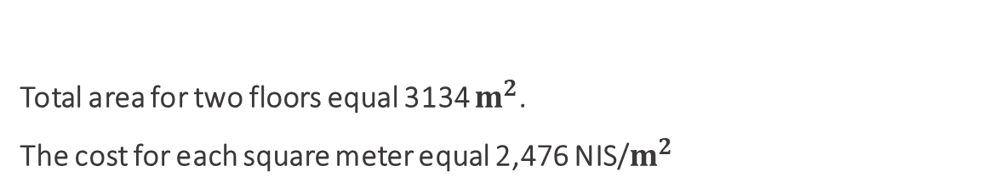 Total area for two floors equal 3134 m².
The cost for each square meter equal 2,476 NIS/m²